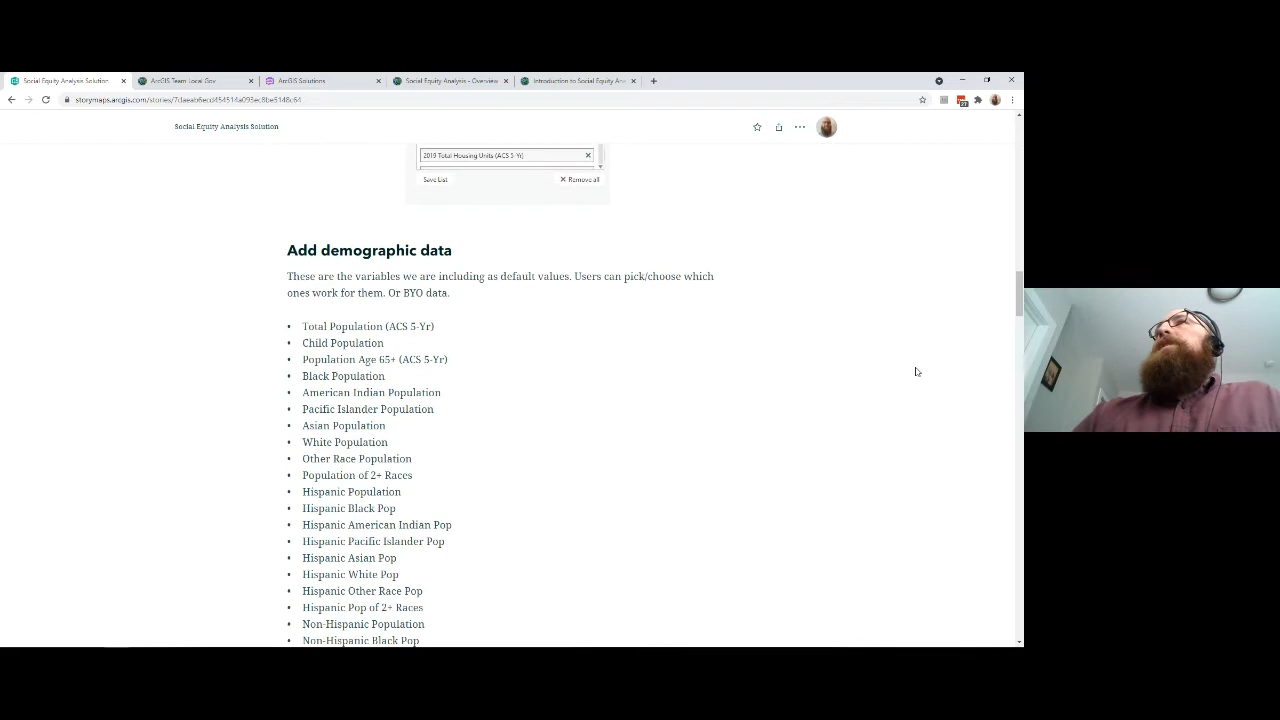 Social Equity Analysis Solution
ArcGIS Team Local Gov
ArcGIS Solutions
Social Equity Analysis - Overview
Introduction to Social Equity An
storymaps.arcgis.com/stories/7daeab6ecd454514a095ec8be5148c64
Social Equity Analysis Solution
2019 Total Housing Units (ACS 5-Yr)
Save List
Remove all
Add demographic data
These are the variables we are including as default values. Users can pick/choose which
ones work for them. Or BYO data.
• Total Population (ACS 5-Yr)
• Child Population
• Population Age 65+ (ACS 5-Yr)
• Black Population
• American Indian Population
• Pacific Islander Population
• Asian Population
• White Population
• Other Race Population
• Population of 2+ Races
• Hispanic Population
• Hispanic Black Pop
• Hispanic American Indian Pop
• Hispanic Pacific Islander Pop
• Hispanic Asian Pop
• Hispanic White Pop
• Hispanic Other Race Pop
• Hispanic Pop of 2+ Races
• Non-Hispanic Population
• Non-Hispanic Black Pop